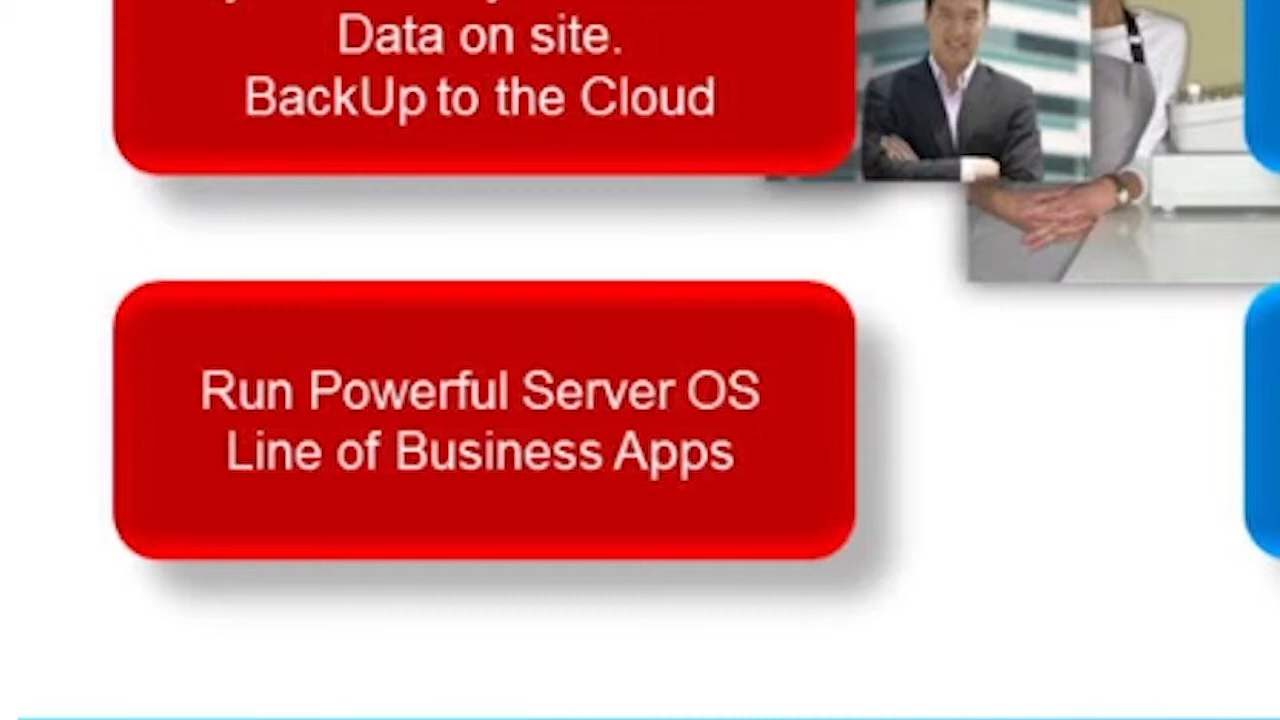 Data on site.
BackUp to the Cloud
Run Powerful Server OS
Line of Business Apps